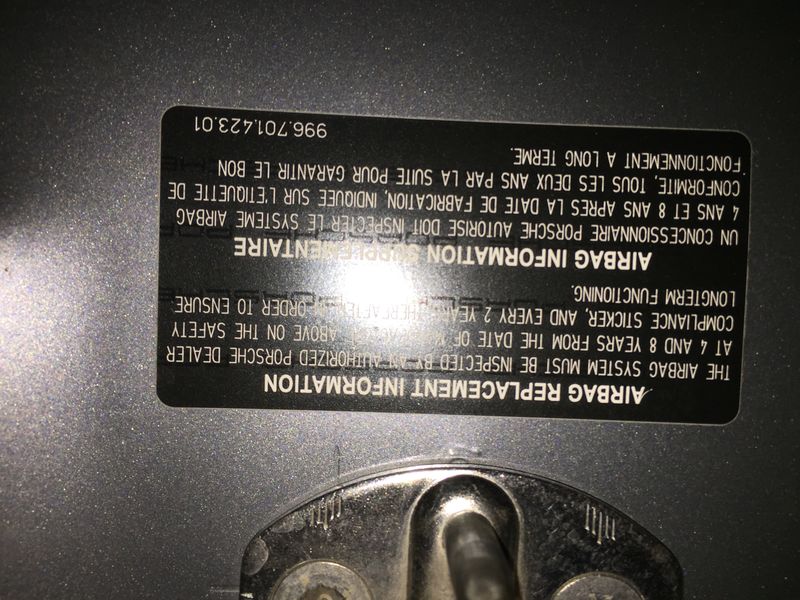 AIRBAG REPLACEMENT INFORMATION
THE AIRBAG SYSTEM MUST BE INSPECTED BY AN AUTHORIZED PORSCHE DEALER
AT 4 AND 8 YEARS FROM THE DATE OF MANUFACTURE ABOVE ON THE SAFETY
COMPLIANCE STICKER, AND EVERY 2 YEARS THEREAFTER IN ORDER TO ENSURE
LONGTERM FUNCTIONING.
AIRBAG INFORMATION SUPPLEMENTAIRE
UN CONCESSIONNAIRE PORSCHE AUTORISE DOIT INSPECTER LE SYSTEME AIRBAG
4 ANS ET 8 ANS APRES LA DATE DE FABRICATION, INDIQUEE SUR L'ETIQUETTE DE
CONFORMITE, TOUS LES DEUX ANS PAR LA SUITE POUR GARANTIR LE BON
FONCTIONNEMENT A LONG TERME.
996.701.423.01